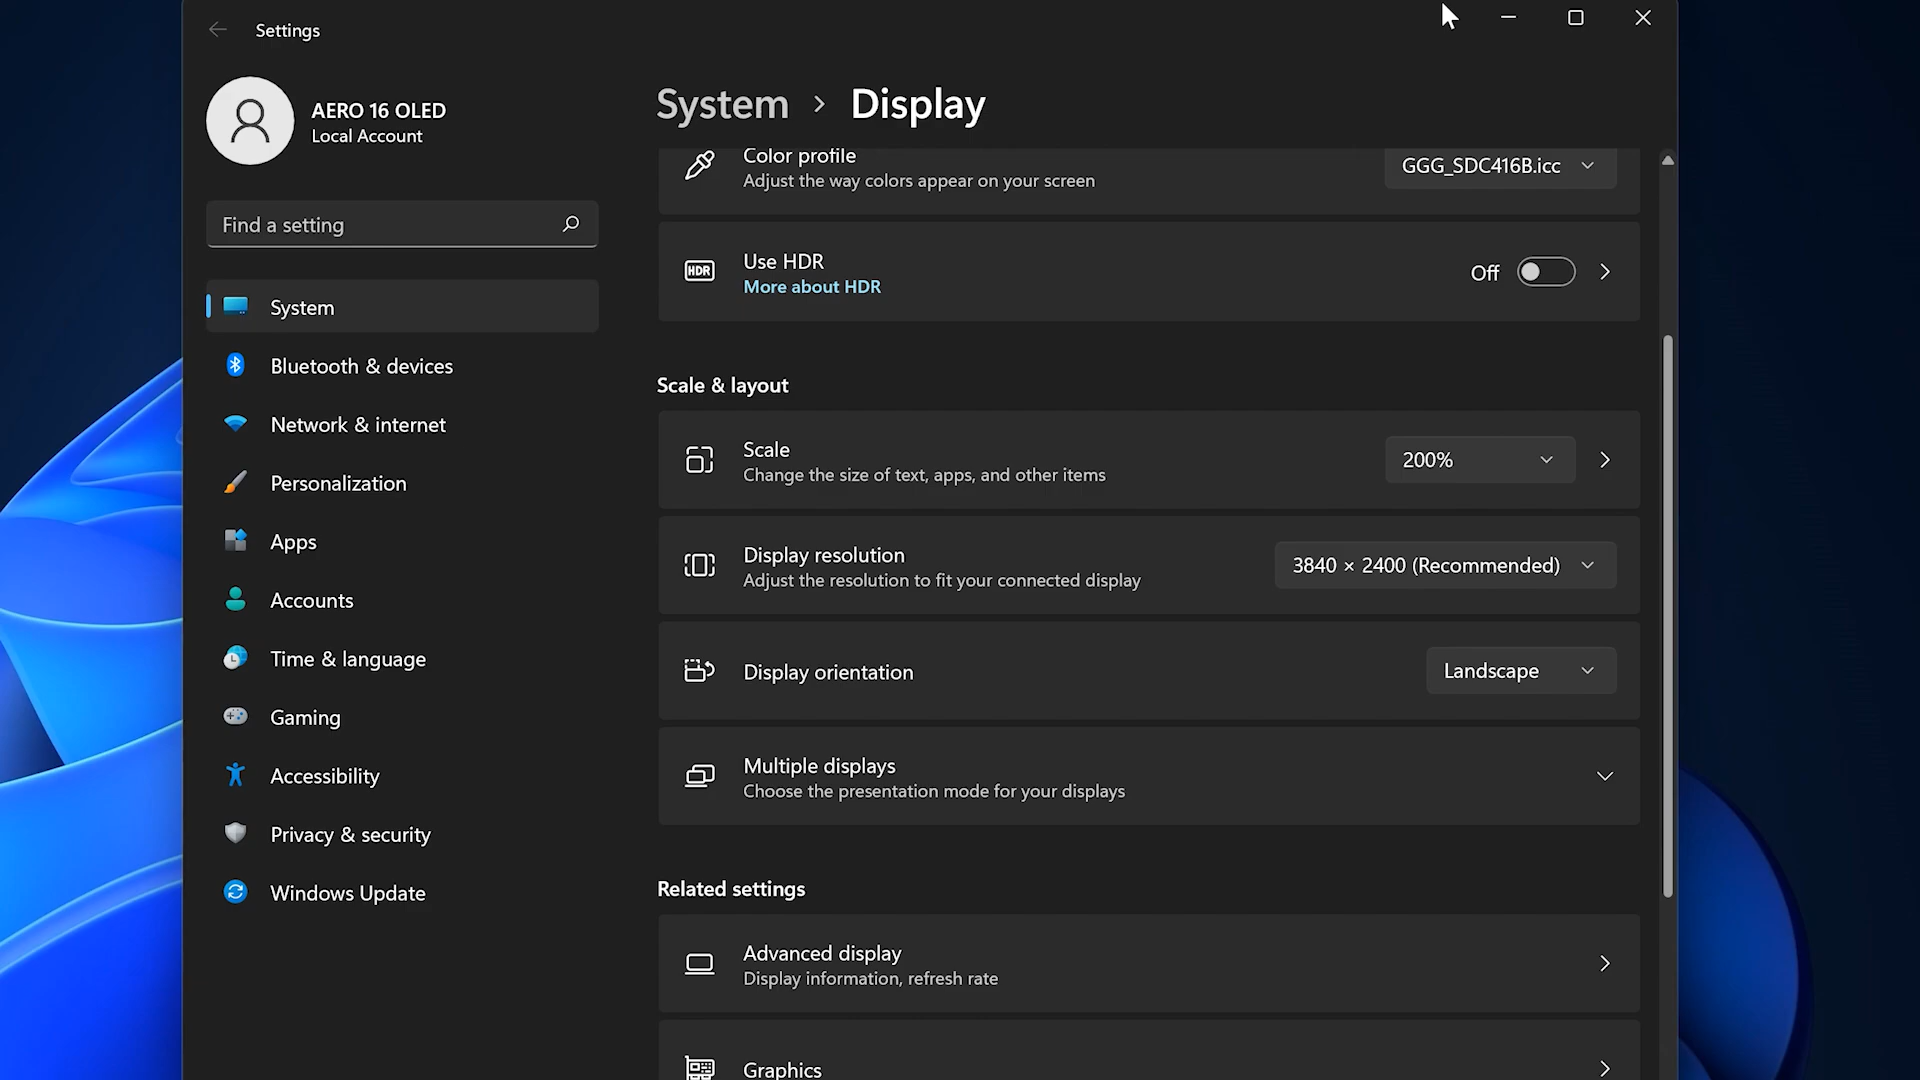 Settings
AERO 16 OLED
Local Account
Find a setting
System
Bluetooth & devices
Network & internet
Personalization
Apps
Accounts
Time & language
Gaming
Accessibility
Privacy & security
Windows Update
System > Display
Color profile
Adjust the way colors appear on your screen
GGG_SDC416B.icc
HDR
Use HDR
More about HDR
Off
Scale & layout
Scale
Change the size of text, apps, and other items
200%
Display resolution
Adjust the resolution to fit your connected display
3840 × 2400 (Recommended)
Display orientation
Landscape
Multiple displays
Choose the presentation mode for your displays
Related settings
Advanced display
Display information, refresh rate
Graphics